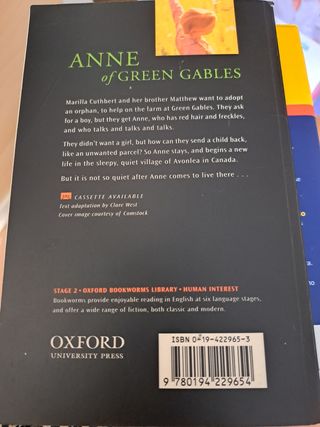 ANNE
of GREEN GABLES
Marilla Cuthbert and her brother Matthew want to adopt
an orphan, to help on the farm at Green Gables. They ask
for a boy, but they get Anne, who has red hair and freckles,
and who talks and talks and talks.
They didn't want a girl, but how can they send a child back,
like an unwanted parcel? So Anne stays, and begins a new
life in the sleepy, quiet village of Avonlea in Canada.
But it is not so quiet after Anne comes to live there . . .
CASSETTE AVAILABLE
Text adaptation by Clare West
Cover image courtesy of Comstock
STAGE 2 • OXFORD BOOKWORMS LIBRARY • HUMAN INTEREST
Bookworms provide enjoyable reading in English at six language stages,
and offer a wide range of fiction, both classic and modern.
OXFORD
UNIVERSITY PRESS
ISBN 0-19-422965-3
9 780194 229654